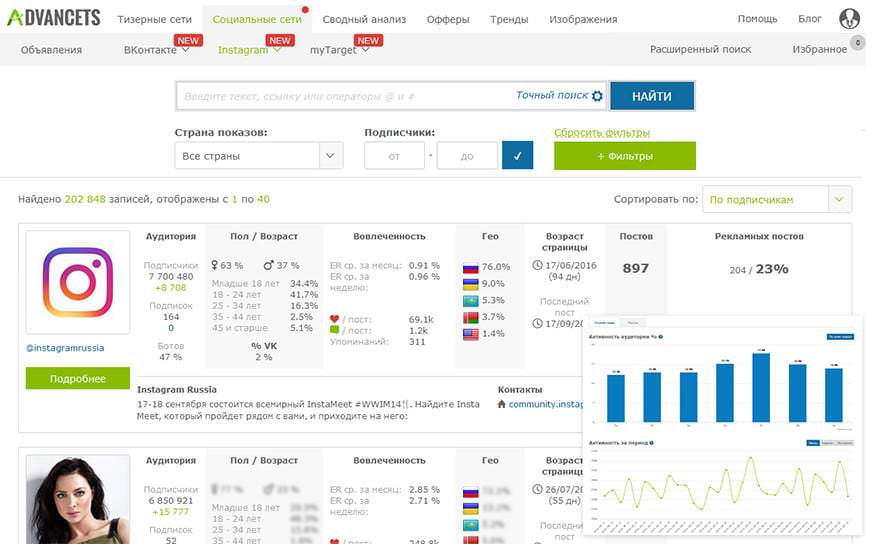 ADVANCETS
Тизерные сети
Социальные сети
Сводный анализ
Офферы
Тренды
Изображения
Помощь
Блог
Объявления
ВКонтакте
NEW
Instagram
NEW
myTarget
NEW
Расширенный поиск
Избранное
0
Введите текст, ссылку или операторы @ и #
Точный поиск
НАЙТИ
Страна показов:
Подписчики:
Сбросить фильтры
Все страны
от - до
+ Фильтры
Найдено 202 848 записей, отображены с 1 по 40
Сортировать по:
По подписчикам
Аудитория
Подписчики
7 700 480
+8 708
Подписок
164
0
Ботов
47 %
@instagramrussia
Подробнее
Пол / Возраст
63 % 37 %
Младше 18 лет 34.4%
18 - 24 лет 41.7%
25 - 34 лет 16.3%
35 - 44 лет 2.5%
45 и старше 5.1%
% VK
2 %
Вовлеченность
ER ср. за месяц: 0.91 %
ER ср. за неделю: 0.96 %
/ пост: 69.1k
/ пост: 1.2k
Упоминаний: 311
Гео
76.0%
9.0%
5.3%
3.7%
1.4%
Возраст
страницы
17/06/2016
(94 дн)
Последний
пост
17/09/20
Постов
897
Рекламных постов
204 / 23%
Instagram Russia
17-18 сентября состоится всемирный InstaMeet #WWIM14. Найдите Insta
Meet, который пройдет рядом с вами, и приходите на него:
Контакты
community.instag
Активность аудитории %
Активность за период
Аудитория
Подписчики
6 850 921
+15 777
Подписок
52
Пол / Возраст
Младше 18 лет
18 - 24 лет
25 - 34 лет
35 - 44 лет
Вовлеченность
ER ср. за месяц: 2.85 %
ER ср. за неделю: 2.71 %
/ пост: 248.8k
Гео
Возраст
страницы
26/07/20
(55 дн)
Последний